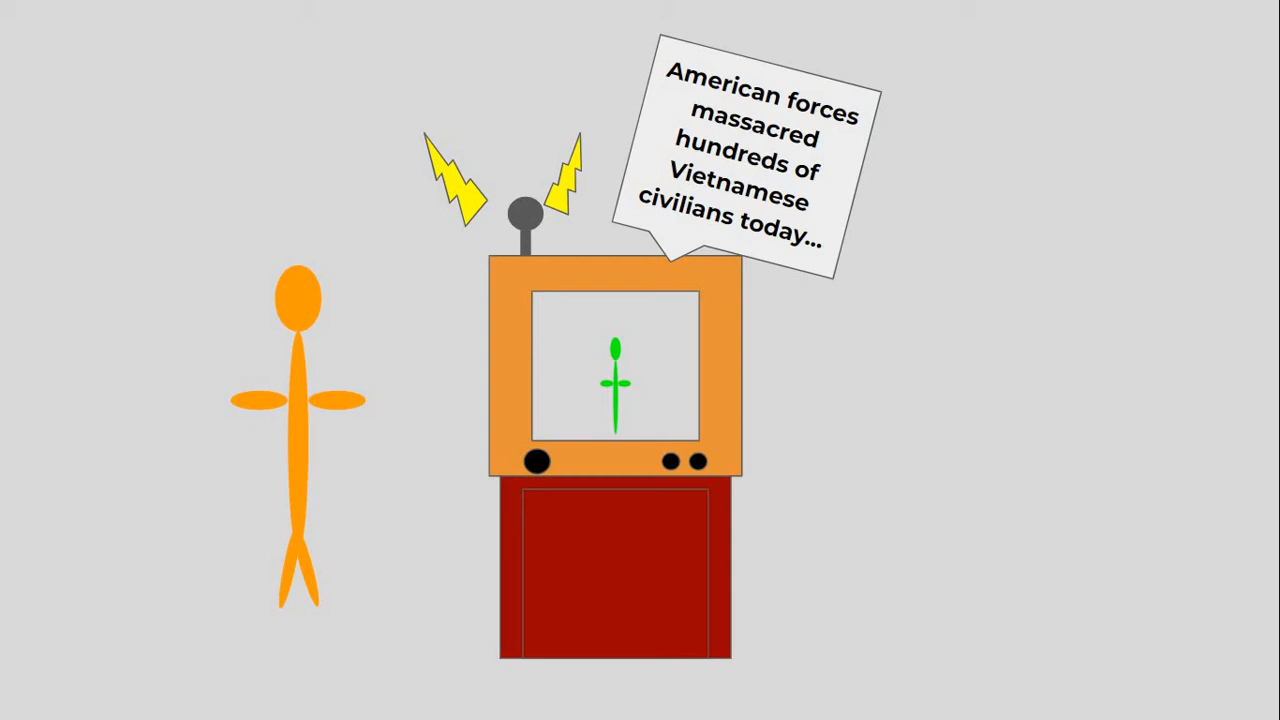 American forces
massacred
hundreds of
Vietnamese
civilians today...